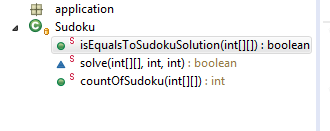 application
Sudoku
S isEqualsToSudokuSolution(int[][]) : boolean
S solve(int[][], int, int) : boolean
S countOfSudoku(int[][]) : int